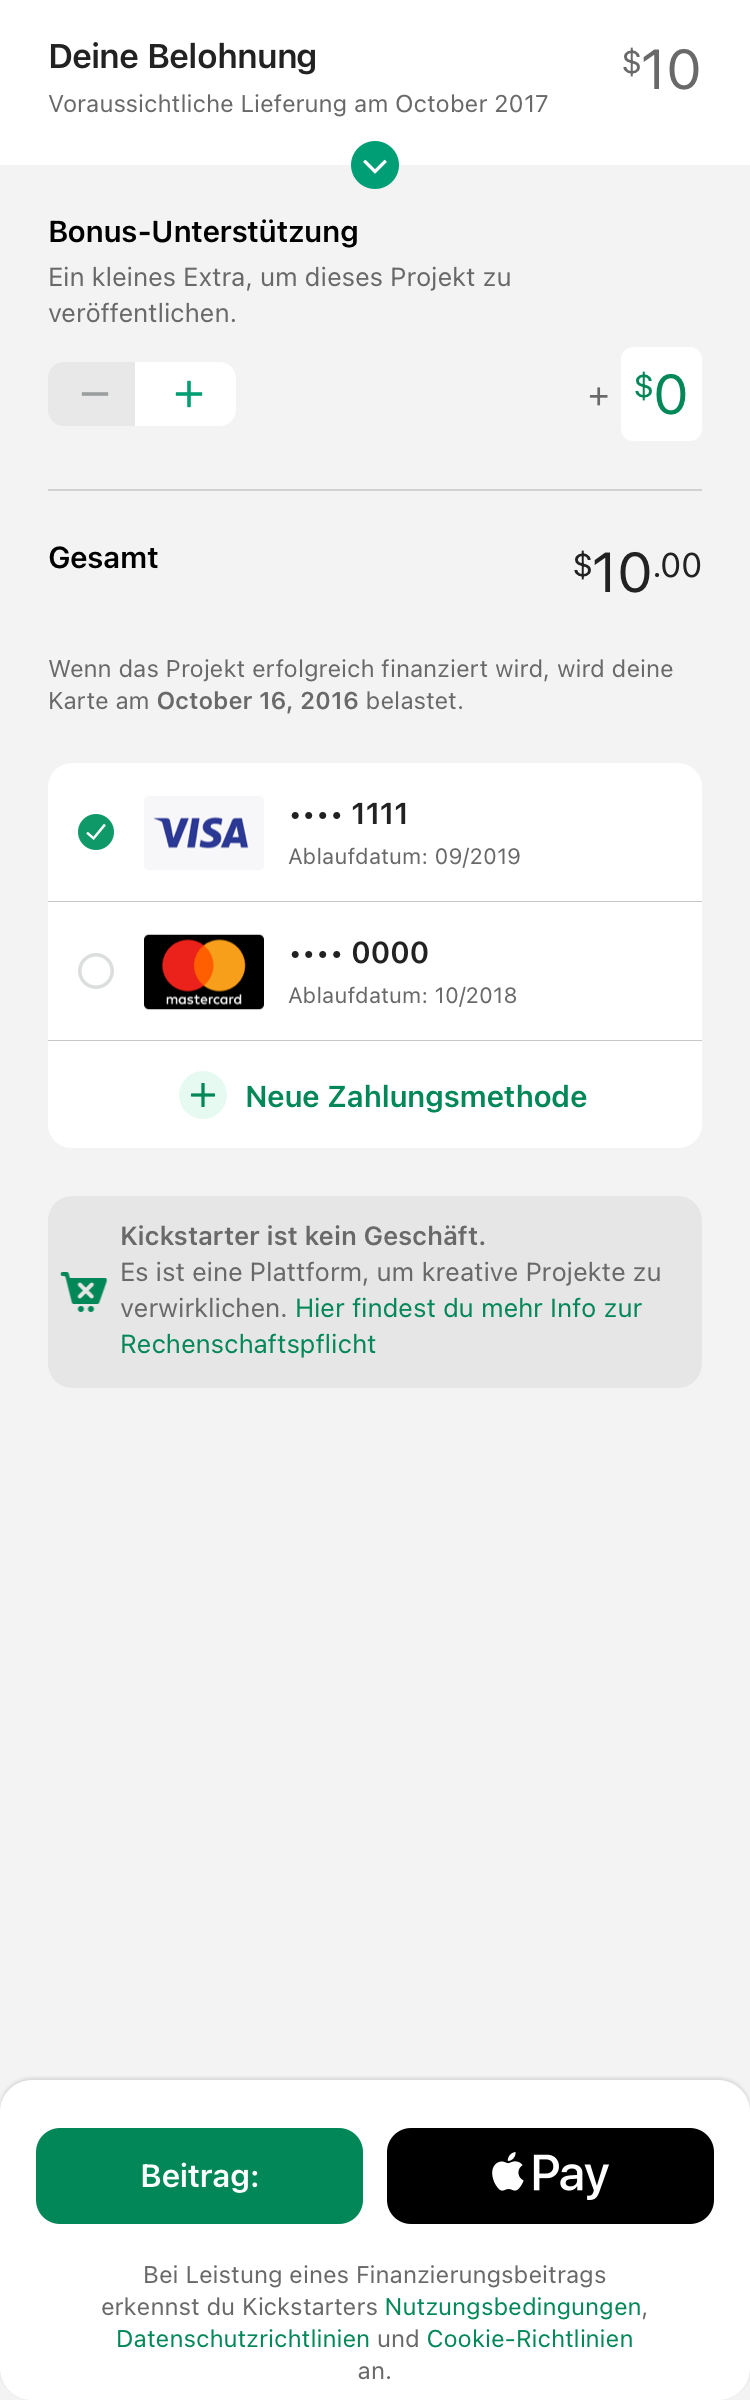 Deine Belohnung
$10
Voraussichtliche Lieferung am October 2017
Bonus-Unterstützung
Ein kleines Extra, um dieses Projekt zu
veröffentlichen.
− + + $0
Gesamt
$10.00
Wenn das Projekt erfolgreich finanziert wird, wird deine
Karte am October 16, 2016 belastet.
VISA
•••• 1111
Ablaufdatum: 09/2019
mastercard
•••• 0000
Ablaufdatum: 10/2018
+ Neue Zahlungsmethode
Kickstarter ist kein Geschäft.
Es ist eine Plattform, um kreative Projekte zu
verwirklichen. Hier findest du mehr Info zur
Rechenschaftspflicht
Beitrag:
Pay
Bei Leistung eines Finanzierungsbeitrags
erkennst du Kickstarters Nutzungsbedingungen,
Datenschutzrichtlinien und Cookie-Richtlinien
an.